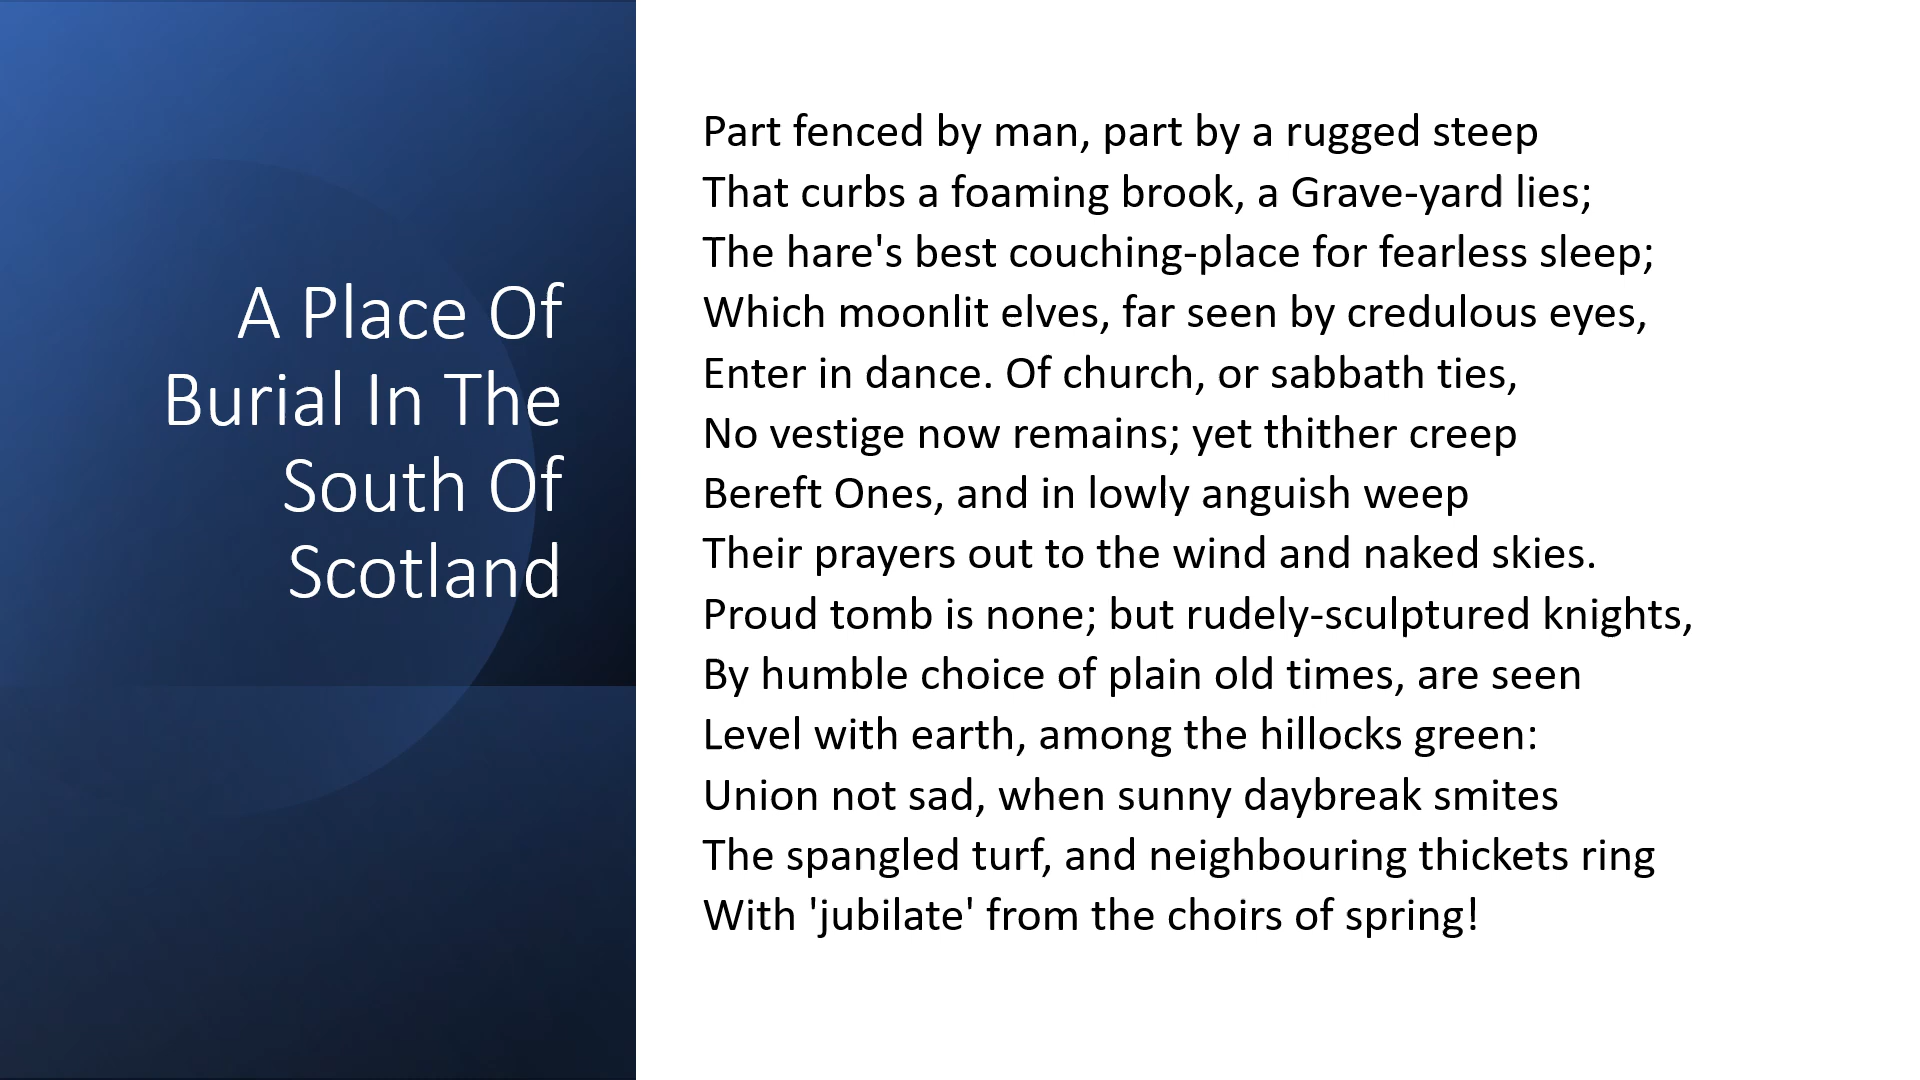 A Place Of
Burial In The
South Of
Scotland
Part fenced by man, part by a rugged steep
That curbs a foaming brook, a Grave-yard lies;
The hare's best couching-place for fearless sleep;
Which moonlit elves, far seen by credulous eyes,
Enter in dance. Of church, or sabbath ties,
No vestige now remains; yet thither creep
Bereft Ones, and in lowly anguish weep
Their prayers out to the wind and naked skies.
Proud tomb is none; but rudely-sculptured knights,
By humble choice of plain old times, are seen
Level with earth, among the hillocks green:
Union not sad, when sunny daybreak smites
The spangled turf, and neighbouring thickets ring
With 'jubilate' from the choirs of spring!